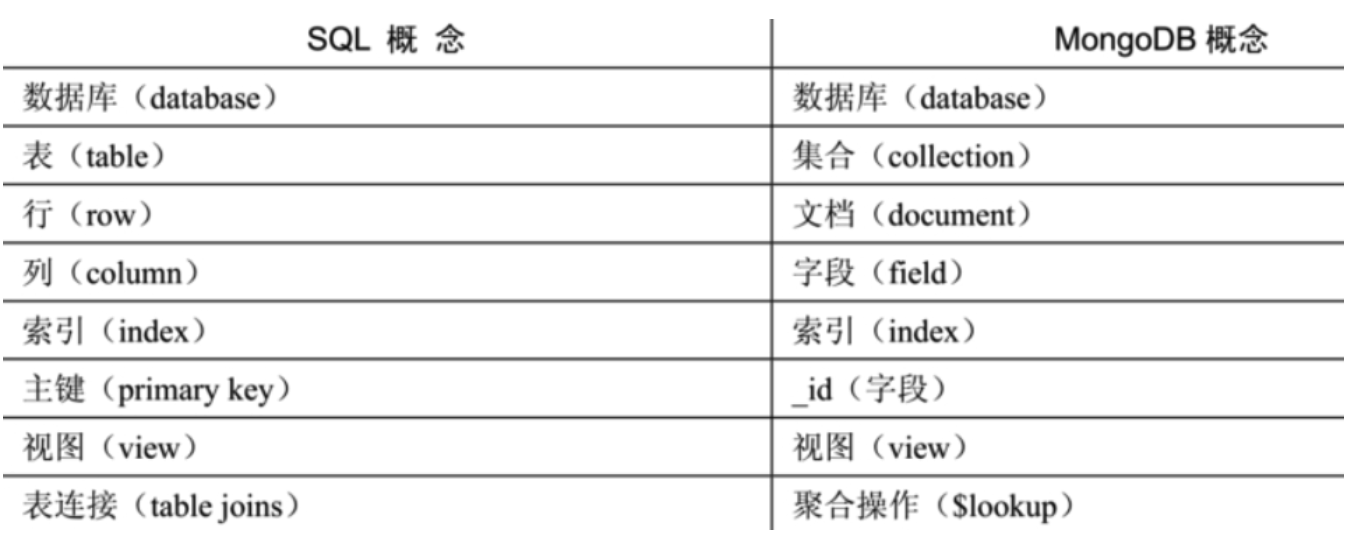 SQL 概 念 MongoDB 概念
数据库（database） 数据库（database）
表（table） 集合（collection）
行（row） 文档（document）
列（column） 字段（field）
索引（index） 索引（index）
主键（primary key） _id（字段）
视图（view） 视图（view）
表连接（table joins） 聚合操作（$lookup）